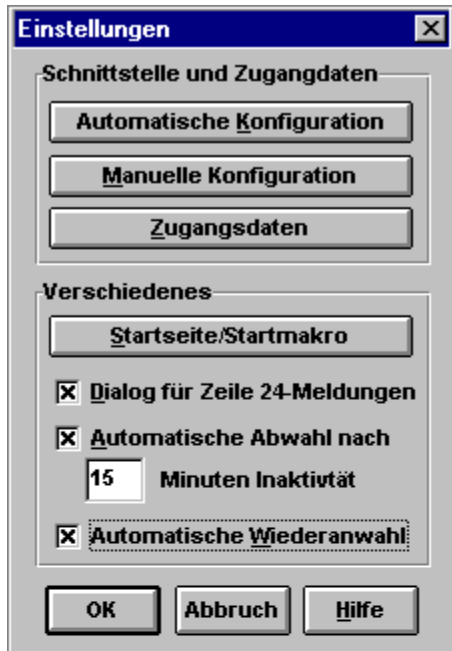 Einstellungen
Schnittstelle und Zugangdaten
Automatische Konfiguration
Manuelle Konfiguration
Zugangsdaten
Verschiedenes
Startseite/Startmakro
Dialog für Zeile 24-Meldungen
Automatische Abwahl nach
15 Minuten Inaktivtät
Automatische Wiederanwahl
OK Abbruch Hilfe